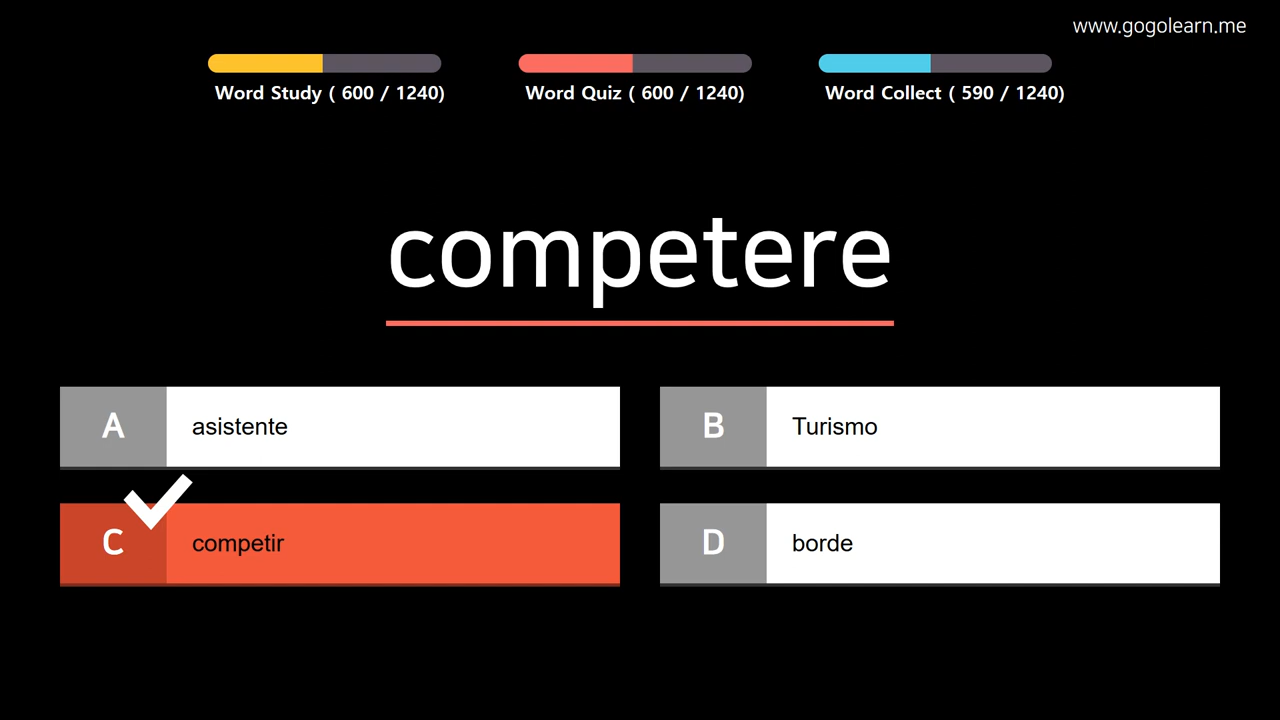 www.gogolearn.me
Word Study ( 600 / 1240)
Word Quiz ( 600 / 1240)
Word Collect ( 590 / 1240)
competere
A asistente
B Turismo
C competir
D borde